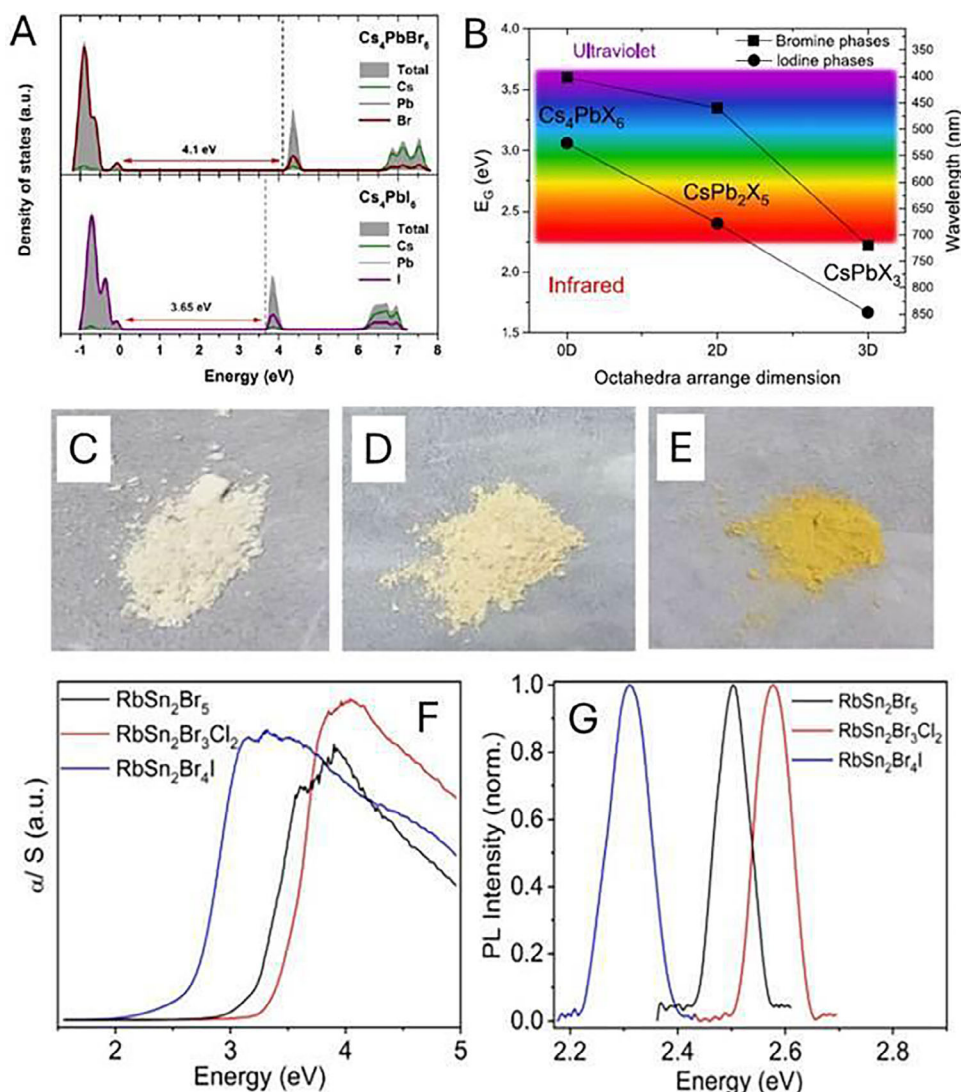 A
Density of states (a.u.)
Cs₄PbBr₆
Total
Cs
Pb
Br
4.1 eV
Cs₄PbI₆
Total
Cs
Pb
I
3.65 eV
-1 0 1 2 3 4 5 6 7 8
Energy (eV)
B
E_G (eV)
4.0
3.5
3.0
2.5
2.0
1.5
Ultraviolet
Bromine phases
Iodine phases
Cs₄PbX₆
CsPb₂X₅
CsPbX₃
Infrared
350
400
450
500
550
600
650
700
750
800
850
Wavelength (nm)
0D 2D 3D
Octahedra arrange dimension
C
D
E
F
α/ S (a.u.)
RbSn₂Br₅
RbSn₂Br₃Cl₂
RbSn₂Br₄I
2 3 4 5
Energy (eV)
G
PL Intensity (norm.)
1.0
0.8
0.6
0.4
0.2
0.0
RbSn₂Br₅
RbSn₂Br₃Cl₂
RbSn₂Br₄I
2.2 2.4 2.6 2.8
Energy (eV)